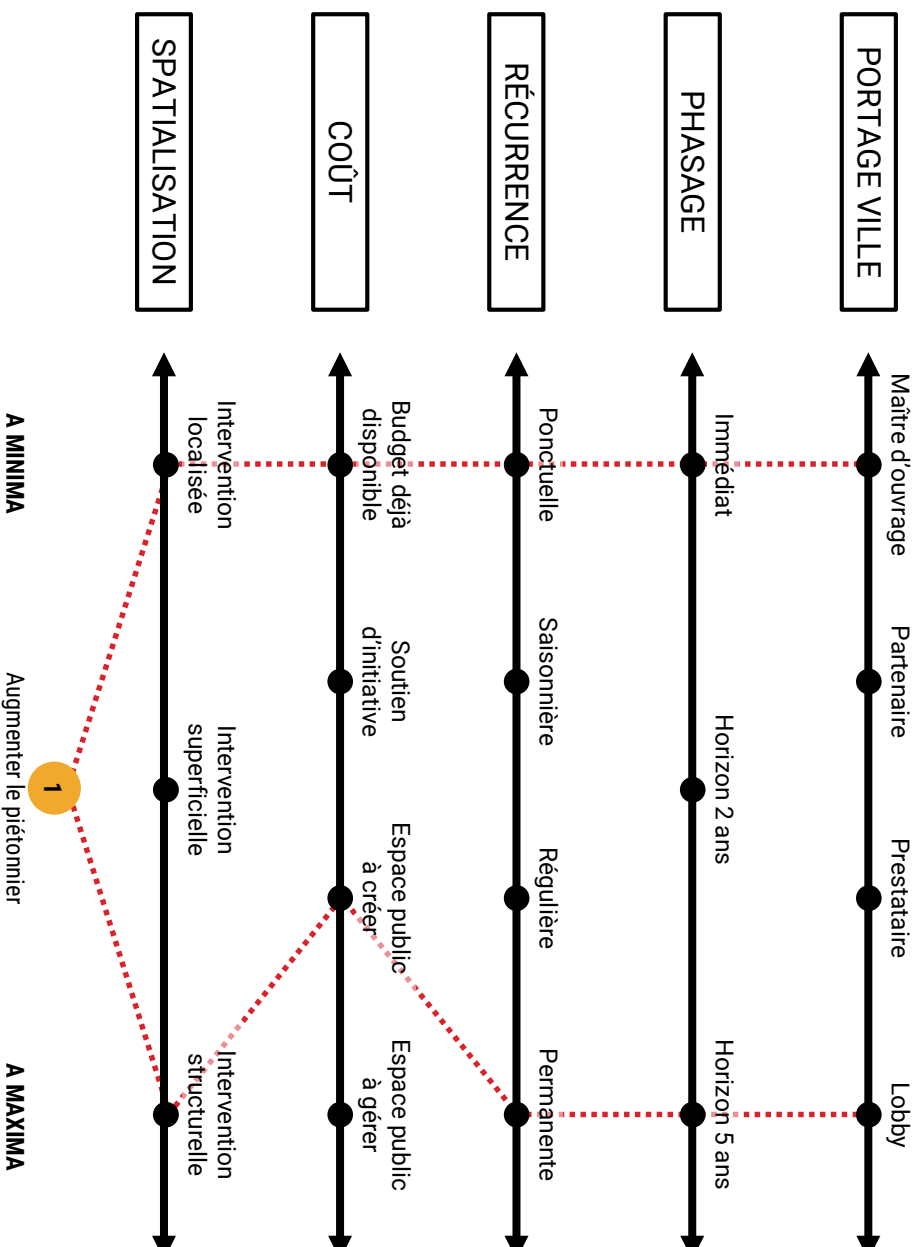 PORTAGE VILLE
Maître d'ouvrage
Partenaire
Prestataire
Lobby
PHASAGE
Immédiat
Horizon 2 ans
Horizon 5 ans
RÉCURRENCE
Ponctuelle
Saisonnière
Régulière
Permanente
COÛT
Budget déjà
disponible
Soutien
d'initiative
Espace public
à créer
Espace public
à gérer
SPATIALISATION
Intervention
localisée
Intervention
superficielle
Intervention
structurelle
1
A MINIMA
Augmenter le piétonnier
A MAXIMA